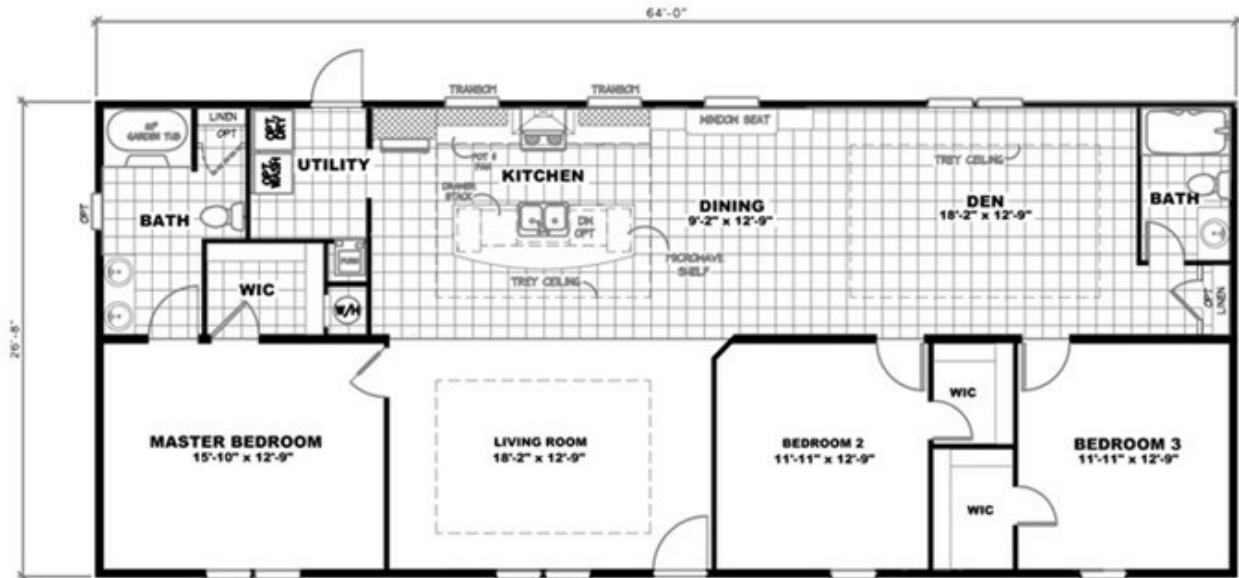 64'-0"
26'-8"
TRANSOM
TRANSOM
60"
GARDEN TUB
LINEN
OPT
OPT DRY
OPT WASH
UTILITY
POT & PAN
KITCHEN
WINDOW SEAT
TREY CEILING
DRAWER STACK
DW OPT
DINING
9'-2" x 12'-9"
DEN
18'-2" x 12'-9"
BATH
BATH
OPT
MICROWAVE SHELF
TREY CEILING
WIC
FURN
W/H
OPT LINEN
MASTER BEDROOM
15'-10" x 12'-9"
LIVING ROOM
18'-2" x 12'-9"
BEDROOM 2
11'-11" x 12'-9"
WIC
WIC
BEDROOM 3
11'-11" x 12'-9"